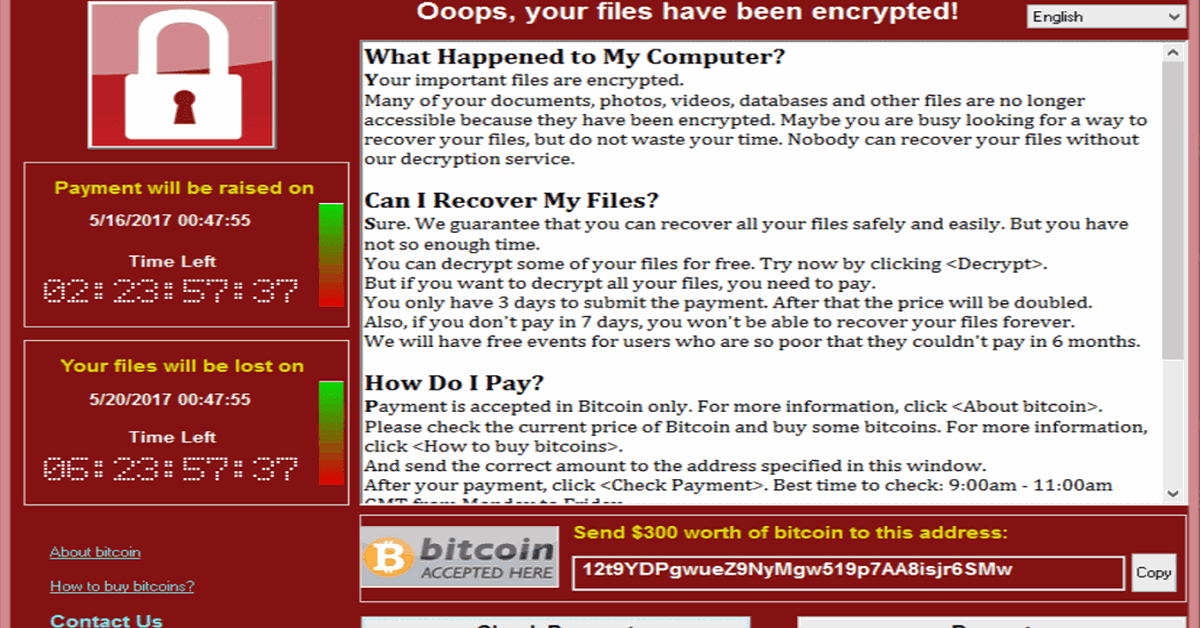 Ooops, your files have been encrypted!
English
Payment will be raised on
5/16/2017 00:47:55
Time Left
02:23:57:37
Your files will be lost on
5/20/2017 00:47:55
Time Left
06:23:57:37
About bitcoin
How to buy bitcoins?
Contact Us
What Happened to My Computer?
Your important files are encrypted.
Many of your documents, photos, videos, databases and other files are no longer
accessible because they have been encrypted. Maybe you are busy looking for a way to
recover your files, but do not waste your time. Nobody can recover your files without
our decryption service.
Can I Recover My Files?
Sure. We guarantee that you can recover all your files safely and easily. But you have
not so enough time.
You can decrypt some of your files for free. Try now by clicking <Decrypt>.
But if you want to decrypt all your files, you need to pay.
You only have 3 days to submit the payment. After that the price will be doubled.
Also, if you don't pay in 7 days, you won't be able to recover your files forever.
We will have free events for users who are so poor that they couldn't pay in 6 months.
How Do I Pay?
Payment is accepted in Bitcoin only. For more information, click <About bitcoin>.
Please check the current price of Bitcoin and buy some bitcoins. For more information,
click <How to buy bitcoins>.
And send the correct amount to the address specified in this window.
After your payment, click <Check Payment>. Best time to check: 9:00am - 11:00am
GMT from Monday to Friday
bitcoin
ACCEPTED HERE
Send $300 worth of bitcoin to this address:
12t9YDPgwueZ9NyMgw519p7AA8isjr6SMw
Copy